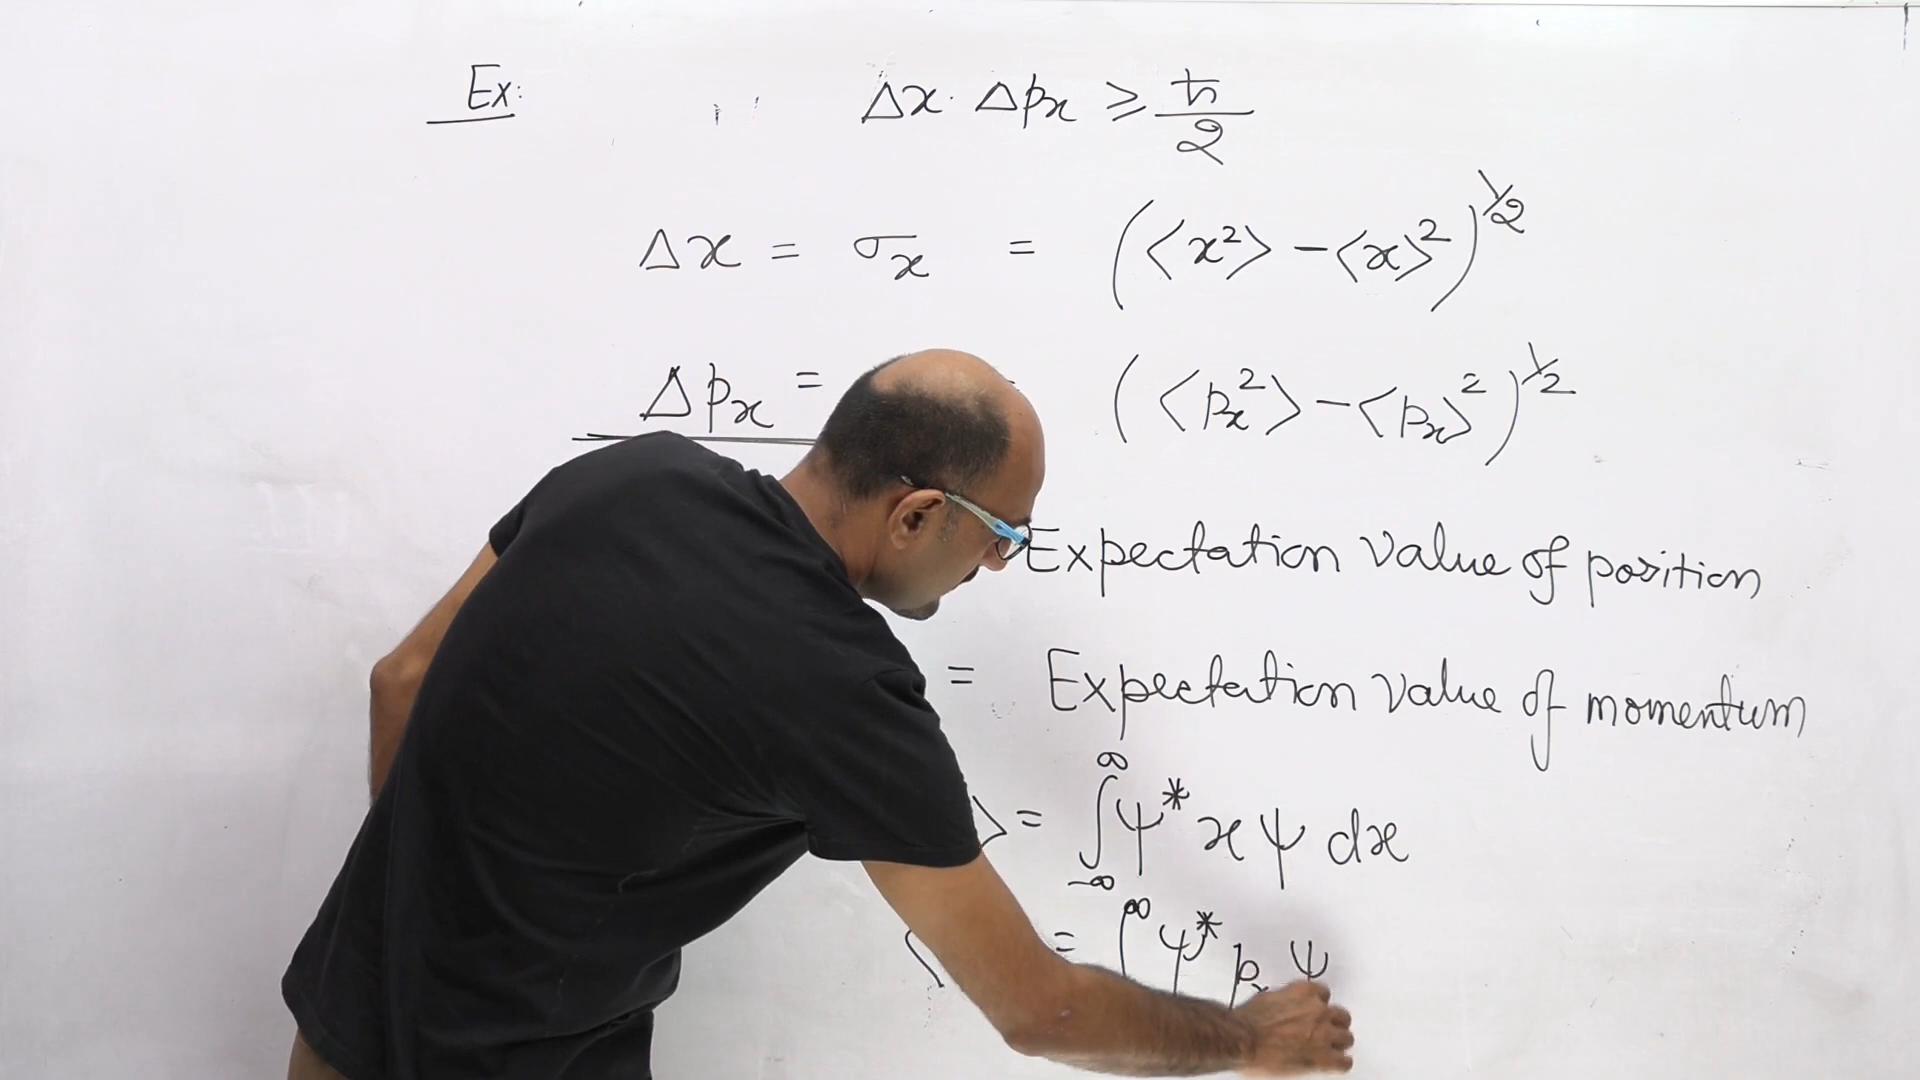 Ex:
Δx · Δpx ≥ ħ/2
Δx = σx = (⟨x²⟩ − ⟨x⟩²)^1/2
Δpx = (⟨px²⟩ − ⟨px⟩²)^1/2
Expectation value of position
= Expectation value of momentum
⟩ = ∫_{-∞}^{∞} ψ* x ψ dx
⟨ = ∫^{∞} ψ* px ψ